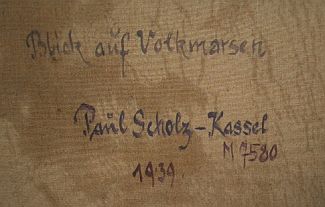 Blick auf Volkmarsen
Paul Scholz-Kassel
M 7580
1939.